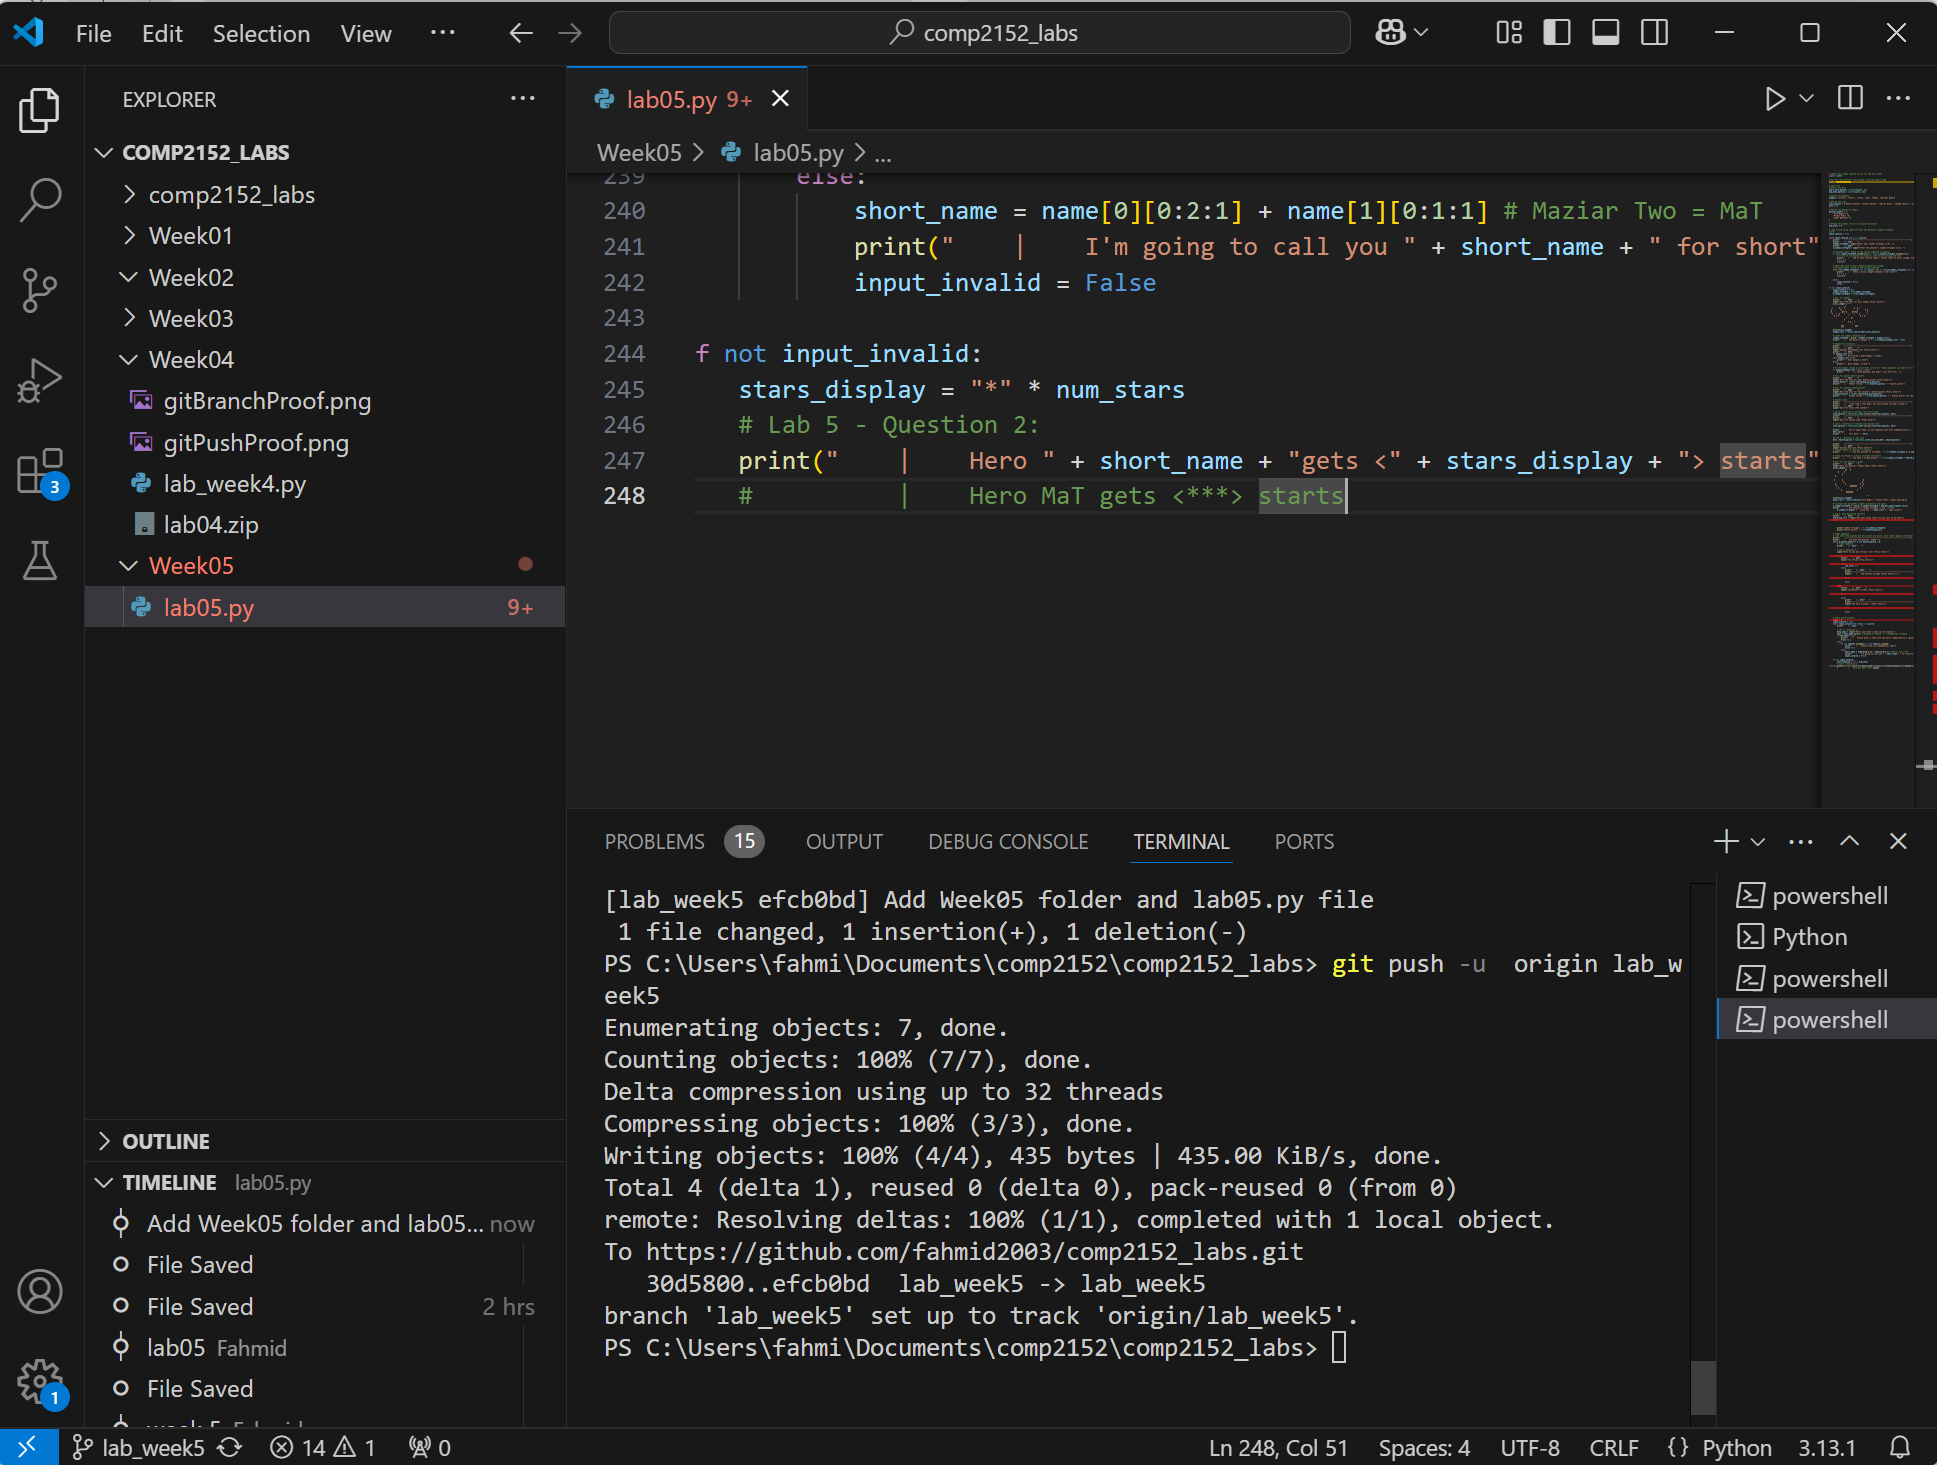 File Edit Selection View ... comp2152_labs
EXPLORER ...
COMP2152_LABS
comp2152_labs
Week01
Week02
Week03
Week04
gitBranchProof.png
gitPushProof.png
lab_week4.py
lab04.zip
Week05
lab05.py 9+
3
OUTLINE
TIMELINE lab05.py
Add Week05 folder and lab05... now
File Saved
File Saved 2 hrs
lab05 Fahmid
File Saved
week 5 Fahmid
1
lab05.py 9+
Week05 > lab05.py > ...
239 else:
240 short_name = name[0][0:2:1] + name[1][0:1:1] # Maziar Two = MaT
241 print("    |    I'm going to call you " + short_name + " for short"
242 input_invalid = False
243
244 f not input_invalid:
245 stars_display = "*" * num_stars
246 # Lab 5 - Question 2:
247 print("    |    Hero " + short_name + "gets <" + stars_display + "> starts"
248 #          |    Hero MaT gets <***> starts
PROBLEMS 15 OUTPUT DEBUG CONSOLE TERMINAL PORTS
[lab_week5 efcb0bd] Add Week05 folder and lab05.py file
1 file changed, 1 insertion(+), 1 deletion(-)
PS C:\Users\fahmi\Documents\comp2152\comp2152_labs> git push -u  origin lab_w
eek5
Enumerating objects: 7, done.
Counting objects: 100% (7/7), done.
Delta compression using up to 32 threads
Compressing objects: 100% (3/3), done.
Writing objects: 100% (4/4), 435 bytes | 435.00 KiB/s, done.
Total 4 (delta 1), reused 0 (delta 0), pack-reused 0 (from 0)
remote: Resolving deltas: 100% (1/1), completed with 1 local object.
To https://github.com/fahmid2003/comp2152_labs.git
30d5800..efcb0bd  lab_week5 -> lab_week5
branch 'lab_week5' set up to track 'origin/lab_week5'.
PS C:\Users\fahmi\Documents\comp2152\comp2152_labs>
powershell
Python
powershell
powershell
lab_week5 14 1 0 Ln 248, Col 51 Spaces: 4 UTF-8 CRLF {} Python 3.13.1